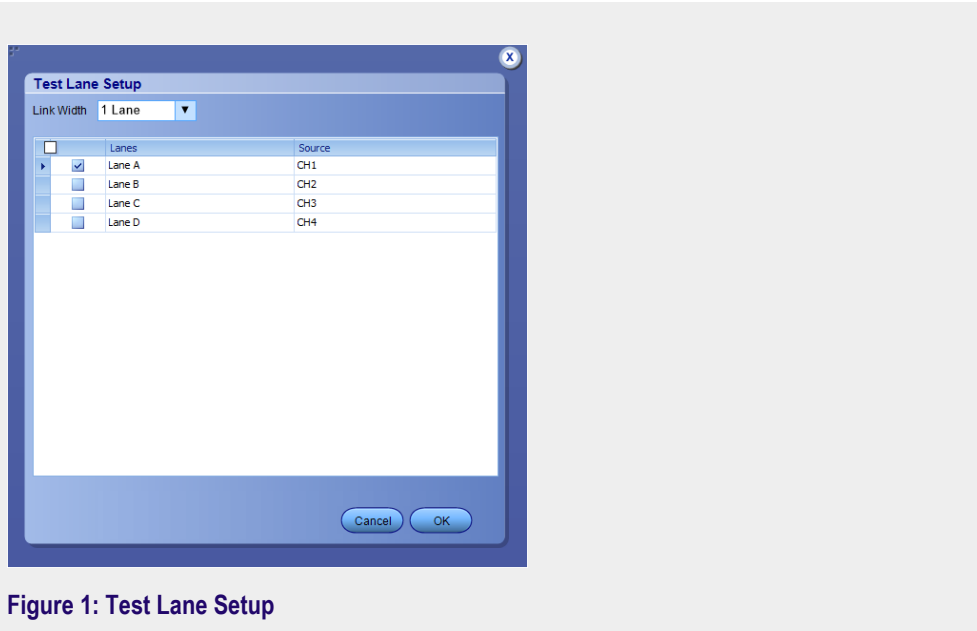 X
Test Lane Setup
Link Width 1 Lane
Lanes Source
Lane A CH1
Lane B CH2
Lane C CH3
Lane D CH4
Cancel OK
Figure 1: Test Lane Setup